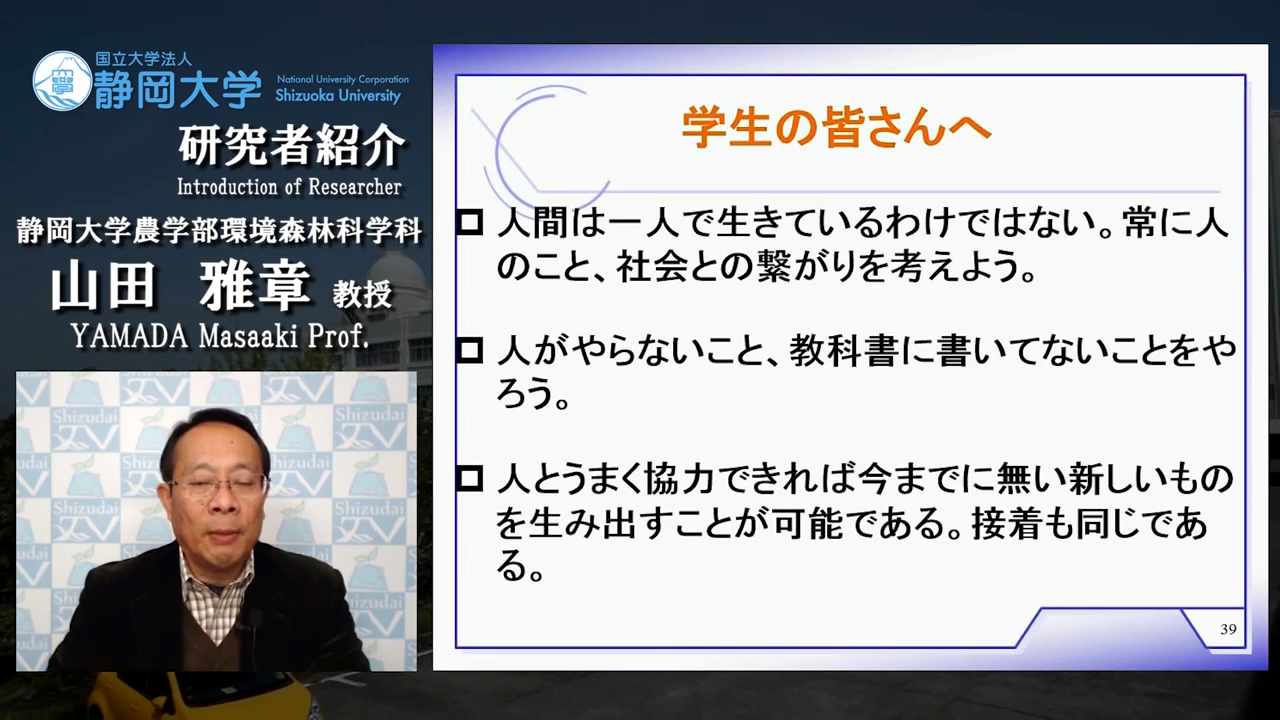 国立大学法人
静岡大学
National University Corporation
Shizuoka University
研究者紹介
Introduction of Researcher
静岡大学農学部環境森林科学科
山田 雅章 教授
YAMADA Masaaki Prof.
Shizudai
TV
学生の皆さんへ
人間は一人で生きているわけではない。常に人
のこと、社会との繋がりを考えよう。
人がやらないこと、教科書に書いてないことをや
ろう。
人とうまく協力できれば今までに無い新しいもの
を生み出すことが可能である。接着も同じであ
る。
39